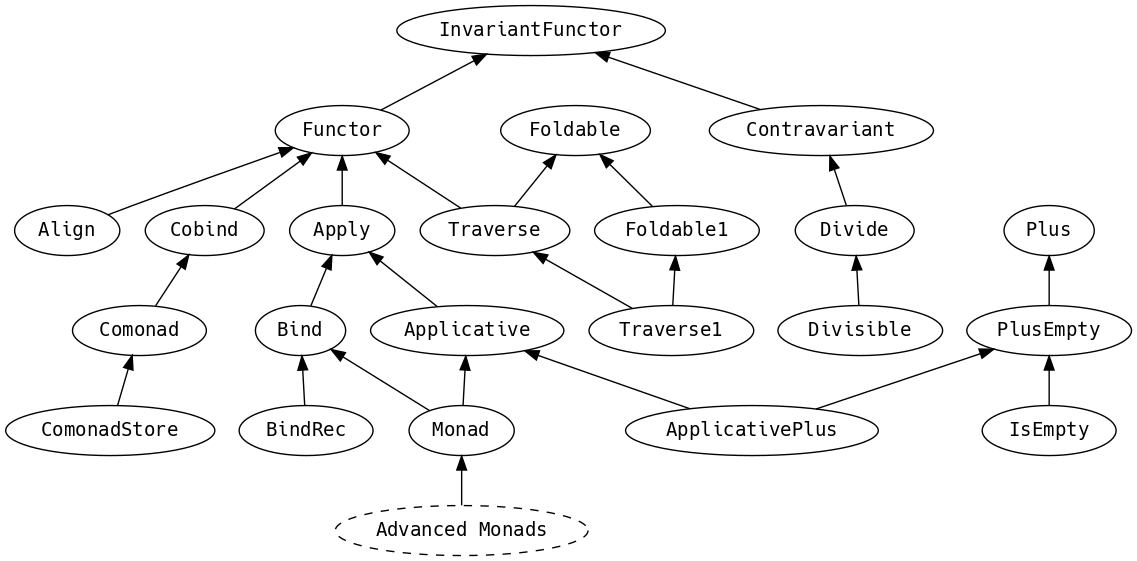 InvariantFunctor
Functor
Foldable
Contravariant
Align
Cobind
Apply
Traverse
Foldable1
Divide
Plus
Comonad
Bind
Applicative
Traverse1
Divisible
PlusEmpty
ComonadStore
BindRec
Monad
ApplicativePlus
IsEmpty
Advanced Monads